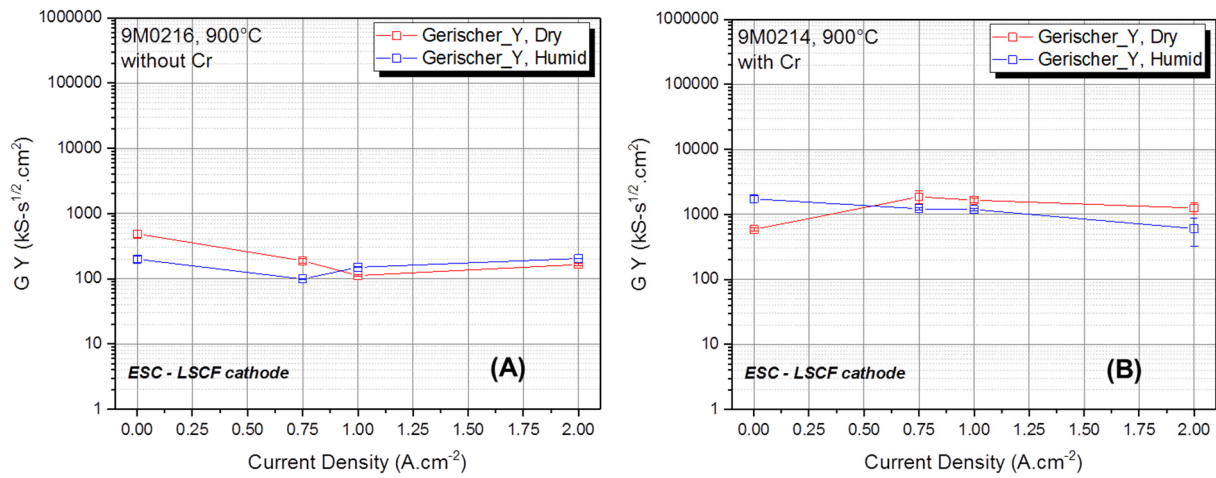 9M0216, 900°C
without Cr
Gerischer_Y, Dry
Gerischer_Y, Humid
1000000
100000
10000
1000
100
10
1
G Y (kS-s^1/2.cm²)
ESC - LSCF cathode
(A)
0.00 0.25 0.50 0.75 1.00 1.25 1.50 1.75 2.00
Current Density (A.cm⁻²)
9M0214, 900°C
with Cr
Gerischer_Y, Dry
Gerischer_Y, Humid
1000000
100000
10000
1000
100
10
1
G Y (kS-s^1/2.cm²)
ESC - LSCF cathode
(B)
0.00 0.25 0.50 0.75 1.00 1.25 1.50 1.75 2.00
Current Density (A.cm⁻²)